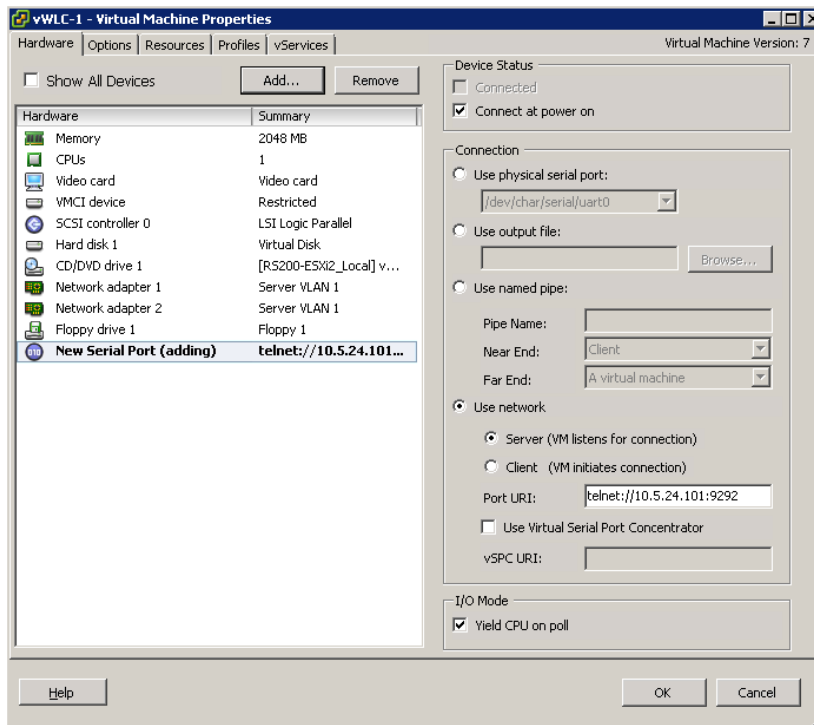 vWLC-1 - Virtual Machine Properties
Hardware Options Resources Profiles vServices Virtual Machine Version: 7
Show All Devices Add... Remove
Hardware Summary
Memory 2048 MB
CPUs 1
Video card Video card
VMCI device Restricted
SCSI controller 0 LSI Logic Parallel
Hard disk 1 Virtual Disk
CD/DVD drive 1 [RS200-ESXi2_Local] v...
Network adapter 1 Server VLAN 1
Network adapter 2 Server VLAN 1
Floppy drive 1 Floppy 1
New Serial Port (adding) telnet://10.5.24.101...
Device Status
Connected
Connect at power on
Connection
Use physical serial port:
/dev/char/serial/uart0
Use output file:
Browse...
Use named pipe:
Pipe Name:
Near End: Client
Far End: A virtual machine
Use network
Server (VM listens for connection)
Client (VM initiates connection)
Port URI: telnet://10.5.24.101:9292
Use Virtual Serial Port Concentrator
vSPC URI:
I/O Mode
Yield CPU on poll
Help OK Cancel